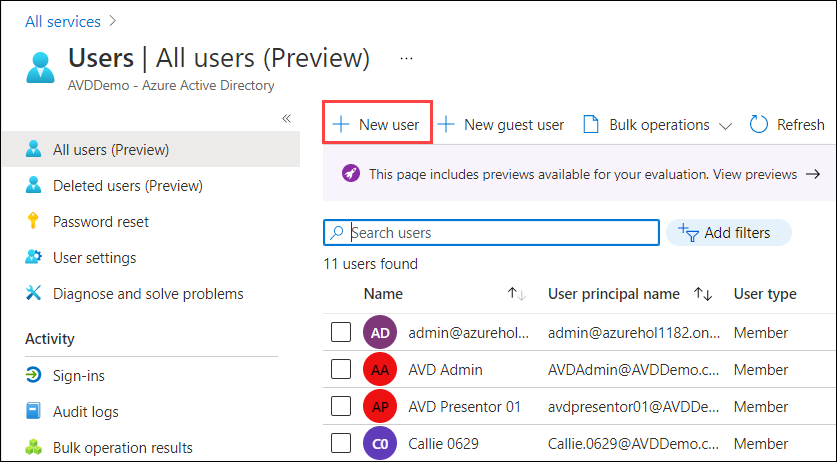 All services
Users | All users (Preview) ...
AVDDemo - Azure Active Directory
All users (Preview)
Deleted users (Preview)
Password reset
User settings
Diagnose and solve problems
Activity
Sign-ins
Audit logs
Bulk operation results
New user New guest user Bulk operations Refresh
This page includes previews available for your evaluation. View previews →
Search users Add filters
11 users found
Name User principal name User type
AD admin@azurehol... admin@azurehol1182.on... Member
AA AVD Admin AVDAdmin@AVDDemo.c... Member
AP AVD Presentor 01 avdpresentor01@AVDDe... Member
C0 Callie 0629 Callie.0629@AVDDemo.c... Member